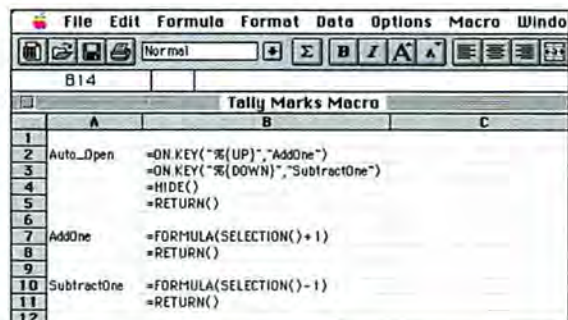 File Edit Formula Format Data Options Macro Windo
Normal Σ B I A A
B14
Tally Marks Macro
A B C
1
2 Auto_Open =ON.KEY("%{UP}","AddOne")
3 =ON.KEY("%{DOWN}","SubtractOne")
4 =HIDE()
5 =RETURN()
6
7 AddOne =FORMULA(SELECTION()+1)
8 =RETURN()
9
10 SubtractOne =FORMULA(SELECTION()-1)
11 =RETURN()
12